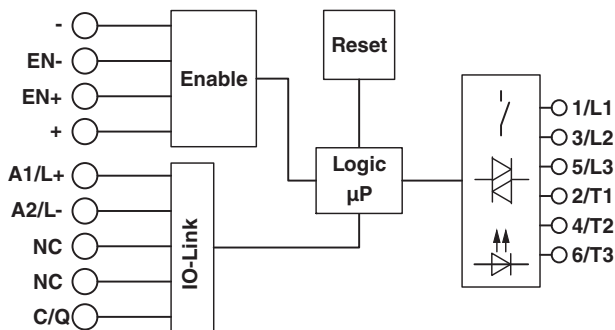 -
EN-
EN+
+
Enable
A1/L+
A2/L-
NC
NC
C/Q
IO-Link
Reset
Logic
µP
1/L1
3/L2
5/L3
2/T1
4/T2
6/T3